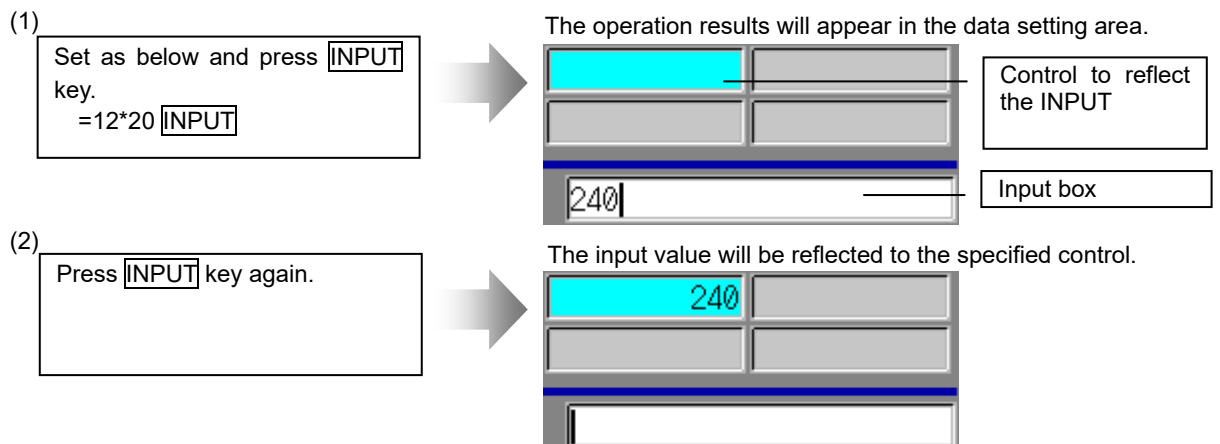 (1)
Set as below and press INPUT
key.
=12*20 INPUT
The operation results will appear in the data setting area.
Control to reflect
the INPUT
240
Input box
(2)
Press INPUT key again.
The input value will be reflected to the specified control.
240